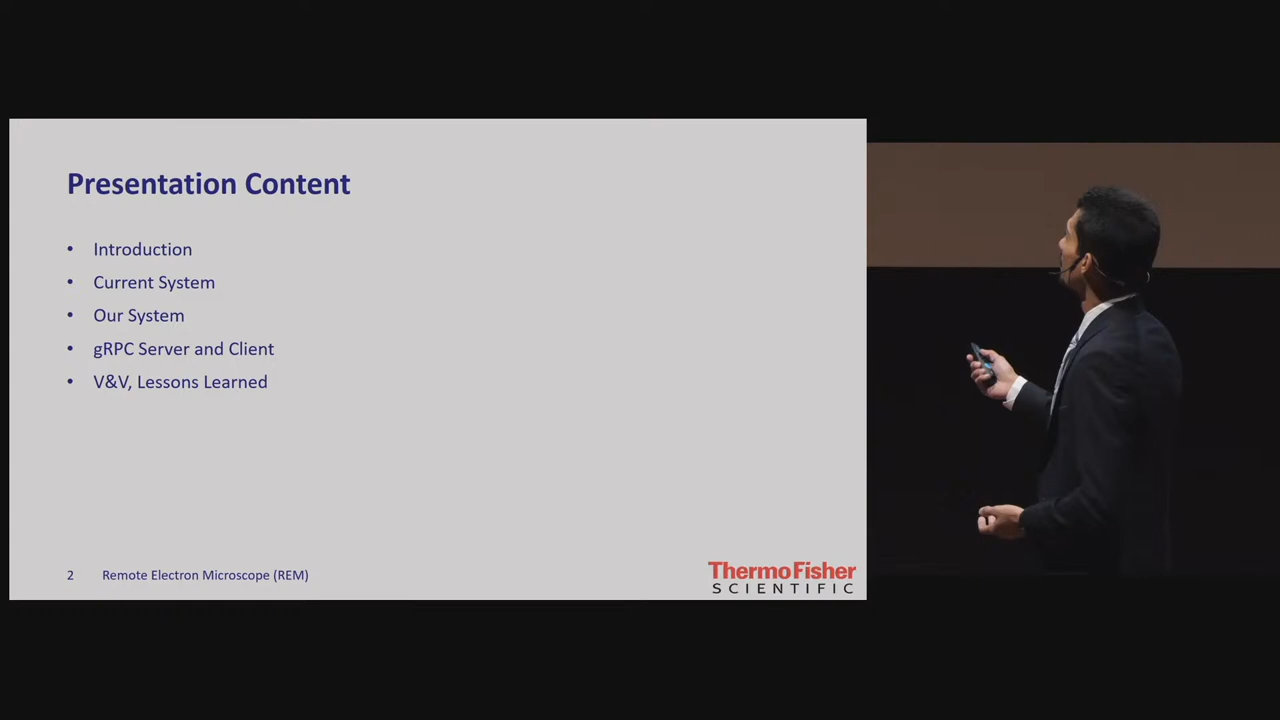 Presentation Content
• Introduction
• Current System
• Our System
• gRPC Server and Client
• V&V, Lessons Learned
2 Remote Electron Microscope (REM)
ThermoFisher
SCIENTIFIC